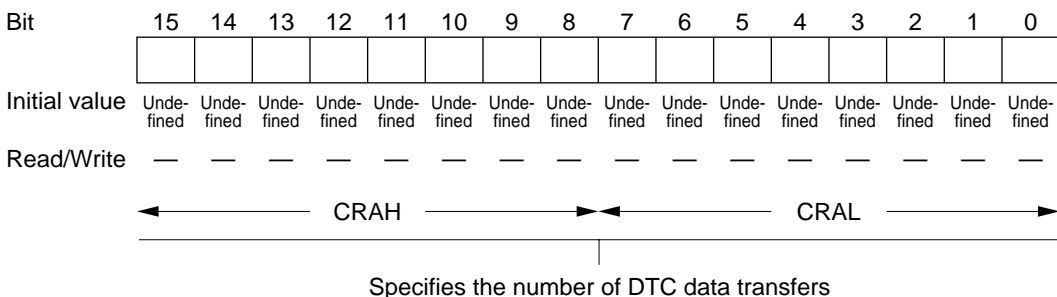 Bit 15 14 13 12 11 10 9 8 7 6 5 4 3 2 1 0
Initial value Unde- Unde- Unde- Unde- Unde- Unde- Unde- Unde- Unde- Unde- Unde- Unde- Unde- Unde- Unde- Unde-
fined fined fined fined fined fined fined fined fined fined fined fined fined fined fined fined
Read/Write — — — — — — — — — — — — — — — —
CRAH CRAL
Specifies the number of DTC data transfers